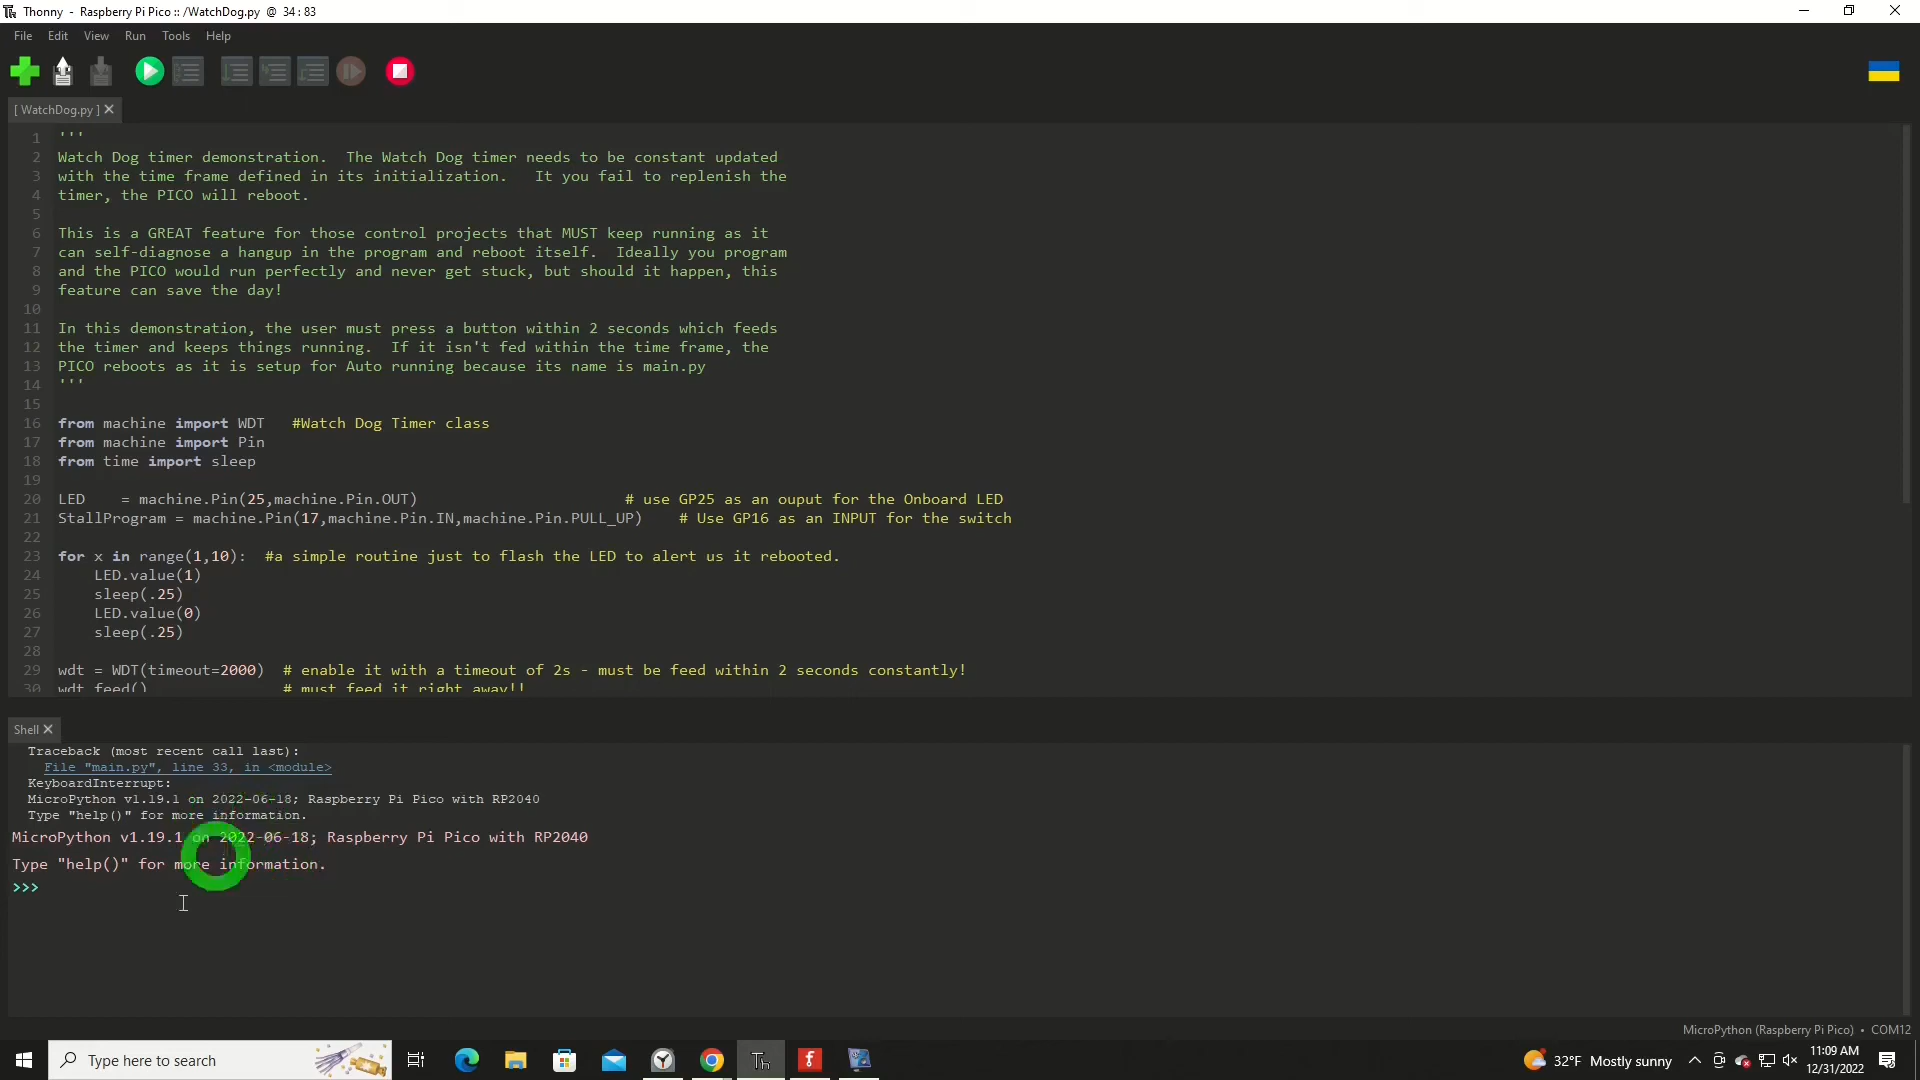 Thonny - Raspberry Pi Pico :: /WatchDog.py @ 34 : 83
File Edit View Run Tools Help
[ WatchDog.py ]
1 '''
2 Watch Dog timer demonstration.  The Watch Dog timer needs to be constant updated
3 with the time frame defined in its initialization.   It you fail to replenish the
4 timer, the PICO will reboot.
5
6 This is a GREAT feature for those control projects that MUST keep running as it
7 can self-diagnose a hangup in the program and reboot itself.  Ideally you program
8 and the PICO would run perfectly and never get stuck, but should it happen, this
9 feature can save the day!
10
11 In this demonstration, the user must press a button within 2 seconds which feeds
12 the timer and keeps things running.  If it isn't fed within the time frame, the
13 PICO reboots as it is setup for Auto running because its name is main.py
14 '''
15
16 from machine import WDT   #Watch Dog Timer class
17 from machine import Pin
18 from time import sleep
19
20 LED    = machine.Pin(25,machine.Pin.OUT)                       # use GP25 as an ouput for the Onboard LED
21 StallProgram = machine.Pin(17,machine.Pin.IN,machine.Pin.PULL_UP)    # Use GP16 as an INPUT for the switch
22
23 for x in range(1,10):  #a simple routine just to flash the LED to alert us it rebooted.
24     LED.value(1)
25     sleep(.25)
26     LED.value(0)
27     sleep(.25)
28
29 wdt = WDT(timeout=2000)  # enable it with a timeout of 2s - must be feed within 2 seconds constantly!
30 wdt.feed()               # must feed it right away!!
Shell
Traceback (most recent call last):
File "main.py", line 33, in <module>
KeyboardInterrupt:
MicroPython v1.19.1 on 2022-06-18; Raspberry Pi Pico with RP2040
Type "help()" for more information.
MicroPython v1.19.1 on 2022-06-18; Raspberry Pi Pico with RP2040
Type "help()" for more information.
>>>
MicroPython (Raspberry Pi Pico) • COM12
Type here to search
Th
32°F Mostly sunny
11:09 AM
12/31/2022